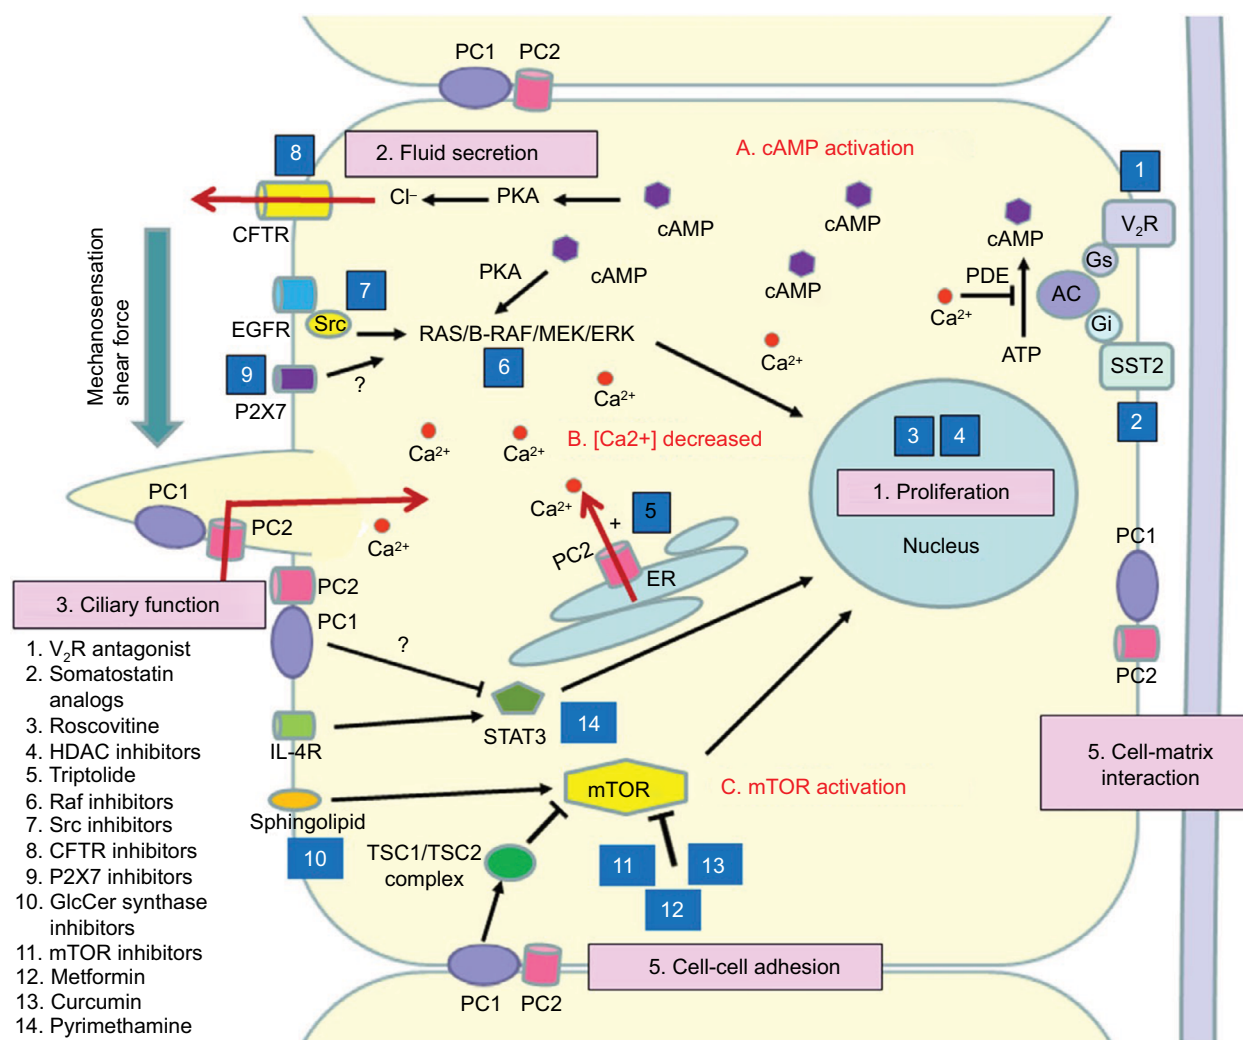 PC1 PC2
8
2. Fluid secretion
A. cAMP activation
1
Cl⁻
PKA
cAMP
cAMP
cAMP
V₂R
CFTR
Gs
PKA
cAMP
cAMP
PDE
AC
7
Mechanosensation
shear force
Ca²⁺
Gi
EGFR
Src
RAS/B-RAF/MEK/ERK
ATP
Ca²⁺
SST2
9
?
6
P2X7
Ca²⁺
B. [Ca2+] decreased
3 4
2
Ca²⁺
Ca²⁺
PC1
1. Proliferation
Ca²⁺
5
+
PC2
Ca²⁺
PC2
ER
Nucleus
PC1
PC2
3. Ciliary function
PC1
?
PC2
1. V₂R antagonist
2. Somatostatin
analogs
3. Roscovitine
4. HDAC inhibitors
5. Triptolide
6. Raf inhibitors
7. Src inhibitors
8. CFTR inhibitors
9. P2X7 inhibitors
10. GlcCer synthase
inhibitors
11. mTOR inhibitors
12. Metformin
13. Curcumin
14. Pyrimethamine
IL-4R
STAT3
14
5. Cell-matrix
interaction
mTOR
C. mTOR activation
Sphingolipid
10
TSC1/TSC2
complex
11
13
12
5. Cell-cell adhesion
PC1 PC2